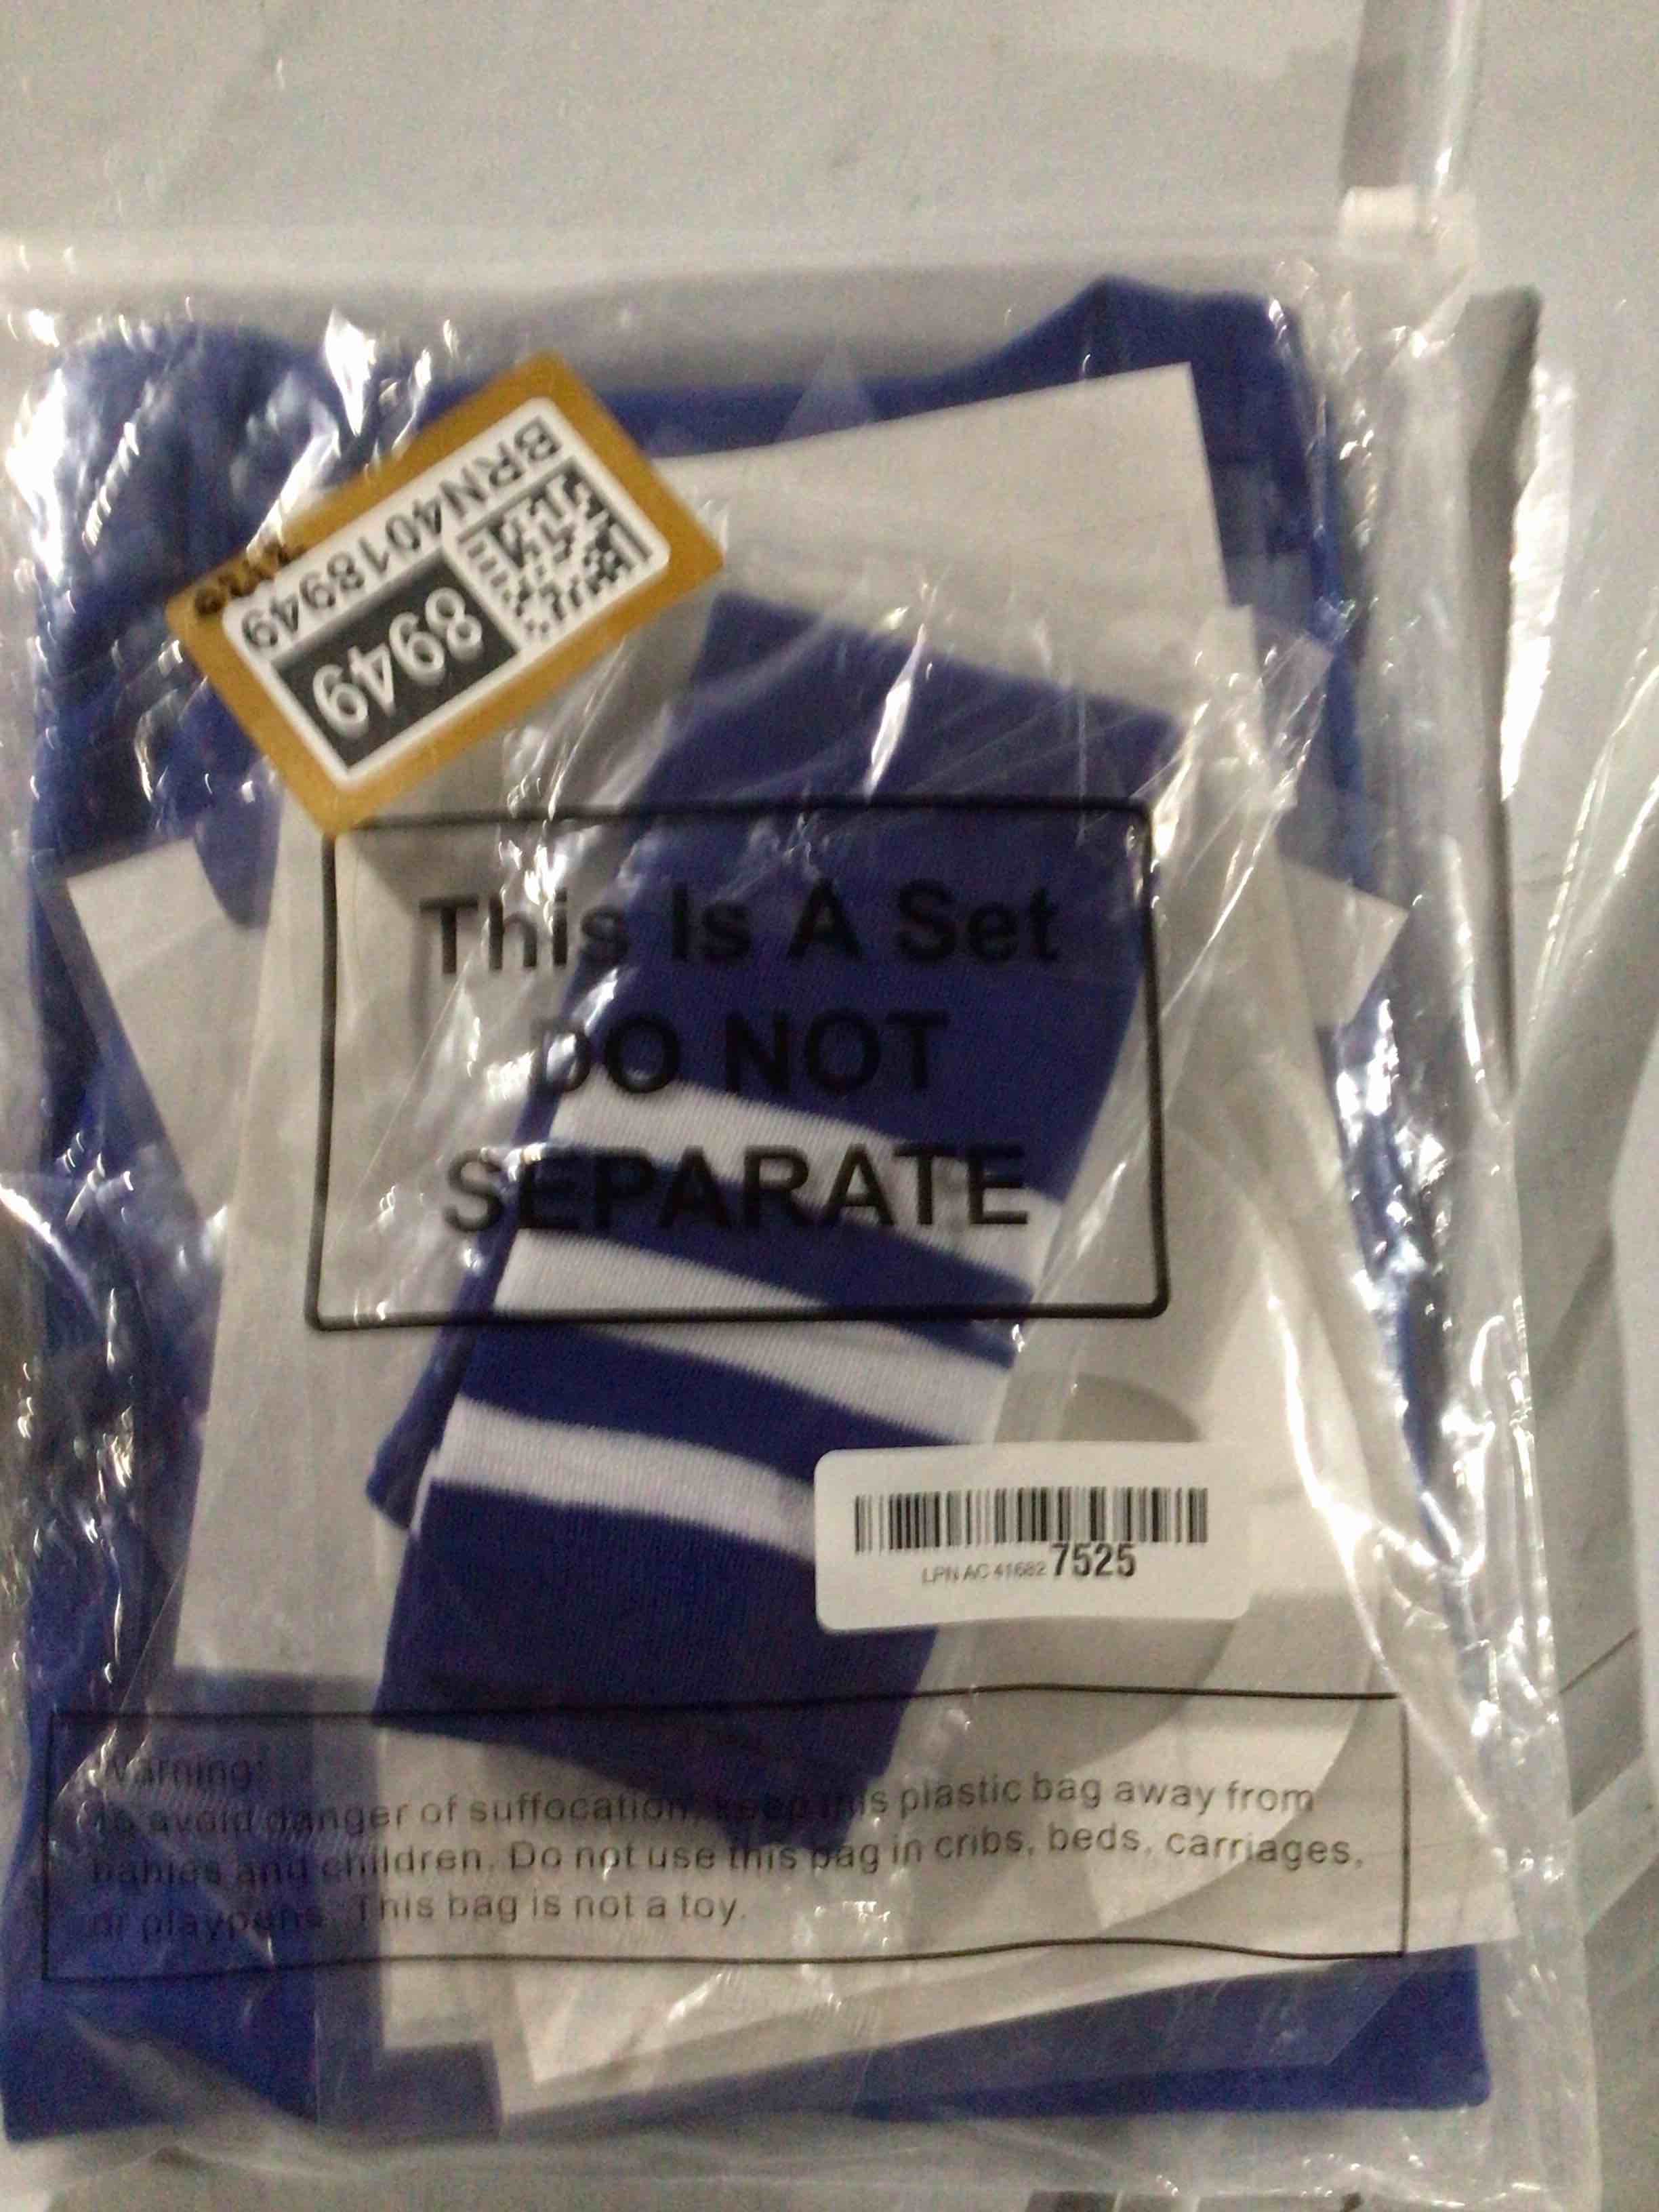 BRN4018949
8949
This Is A Set
DO NOT
SEPARATE
LPN AC 41682 7525
Warning:
To avoid danger of suffocation, keep this plastic bag away from
babies and children. Do not use this bag in cribs, beds, carriages,
or playpens. This bag is not a toy.